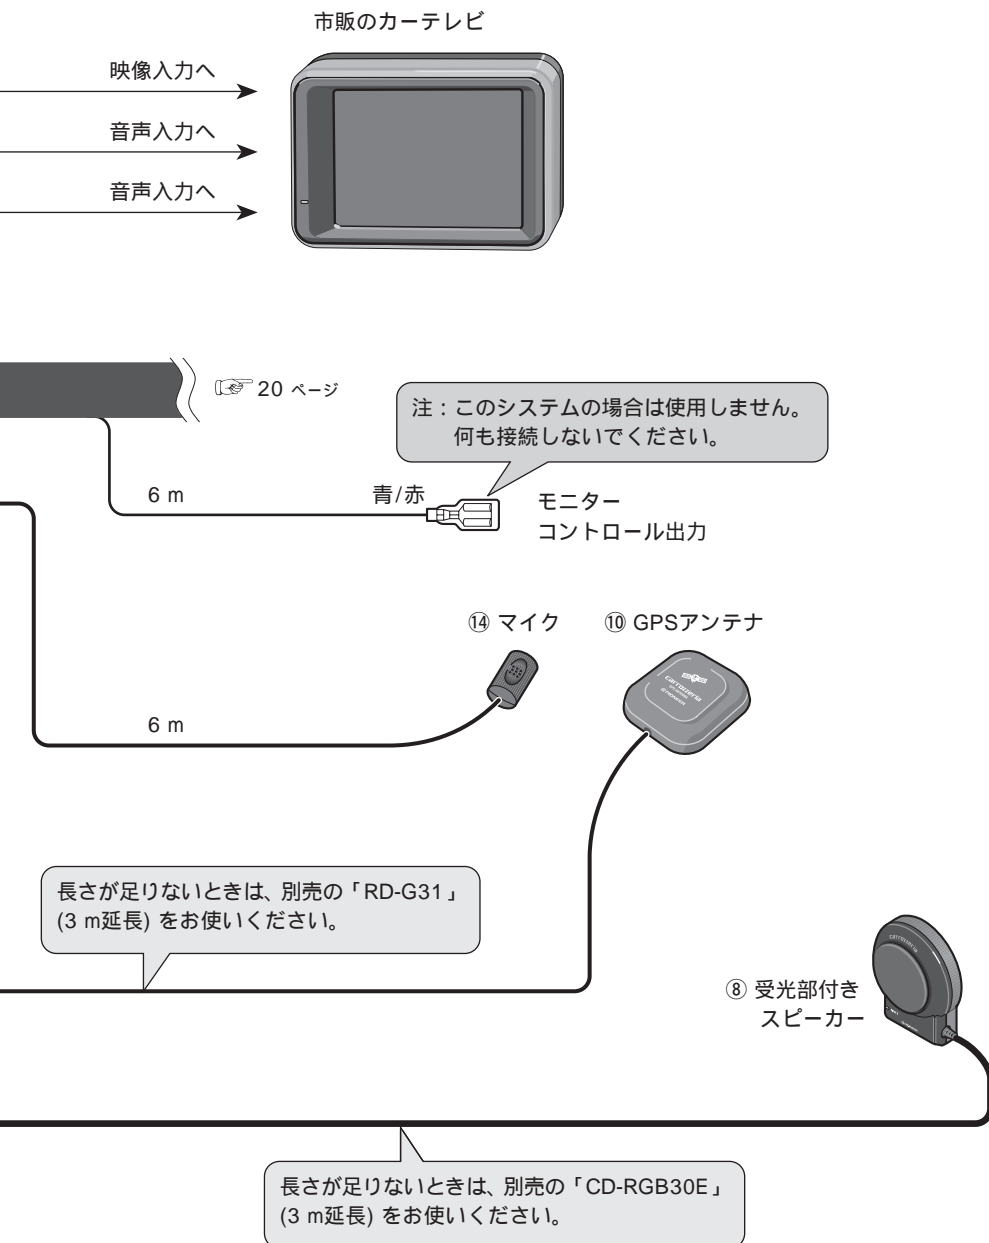 市販のカーテレビ
映像入力へ
音声入力へ
音声入力へ
☞ 20 ページ
注：このシステムの場合は使用しません。
何も接続しないでください。
6 m
青/赤
モニター
コントロール出力
⑭ マイク
⑩ GPSアンテナ
carrozzeria
PIONEER
6 m
長さが足りないときは、別売の「RD-G31」
(3 m延長) をお使いください。
carrozzeria
⑧ 受光部付き
スピーカー
長さが足りないときは、別売の「CD-RGB30E」
(3 m延長) をお使いください。